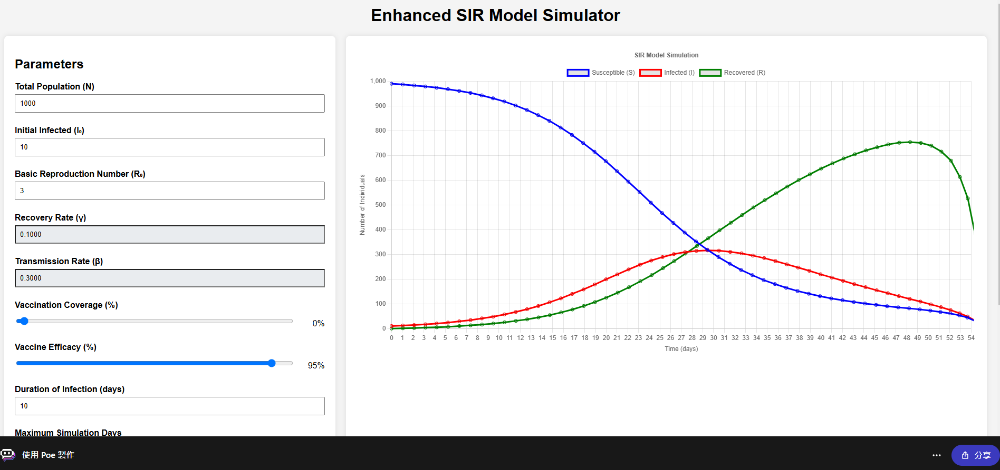 Enhanced SIR Model Simulator
Parameters
Total Population (N)
1000
Initial Infected (I₀)
10
Basic Reproduction Number (R₀)
3
Recovery Rate (γ)
0.1000
Transmission Rate (β)
0.3000
Vaccination Coverage (%)
0%
Vaccine Efficacy (%)
95%
Duration of Infection (days)
10
Maximum Simulation Days
SIR Model Simulation
Susceptible (S) Infected (I) Recovered (R)
1,000
900
800
700
600
500
400
300
200
100
0
Number of Individuals
0 1 2 3 4 5 6 7 8 9 10 11 12 13 14 15 16 17 18 19 20 21 22 23 24 25 26 27 28 29 30 31 32 33 34 35 36 37 38 39 40 41 42 43 44 45 46 47 48 49 50 51 52 53 54
Time (days)
使用 Poe 製作
分享